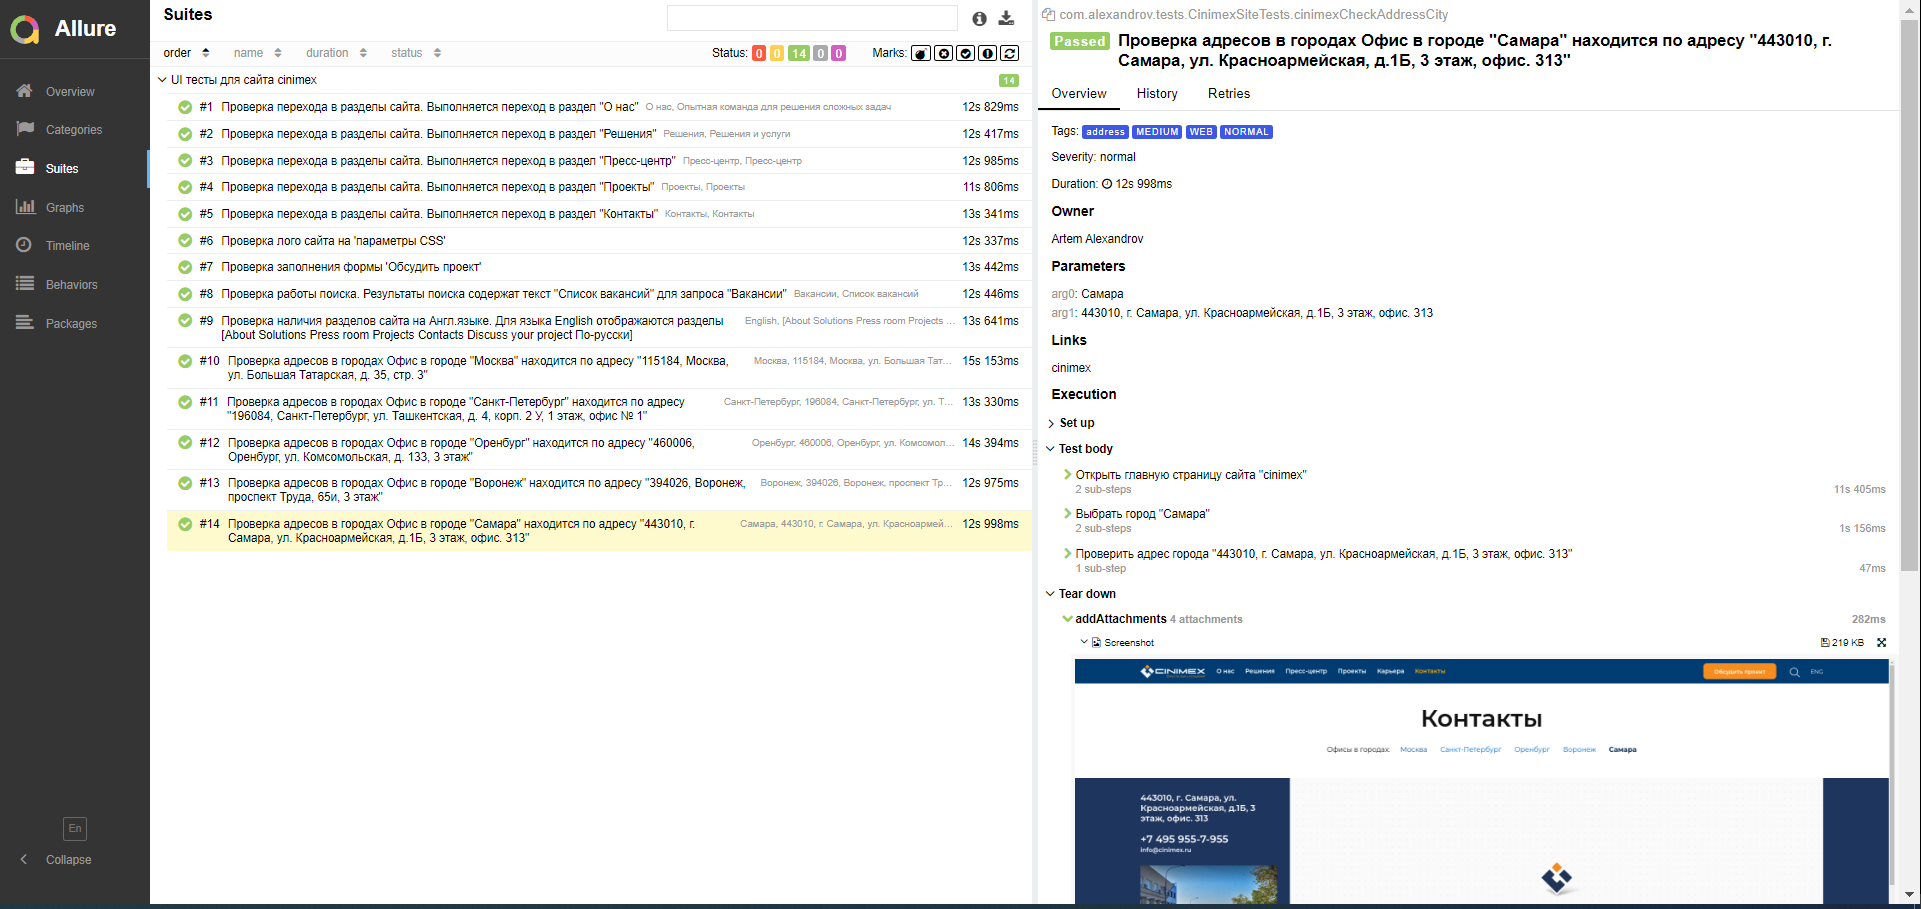 Allure
Overview
Categories
Suites
Graphs
Timeline
Behaviors
Packages
En
Collapse
Suites
order name duration status
Status: 0 0 14 0 0 Marks:
UI тесты для сайта cinimex 14
#1 Проверка перехода в разделы сайта. Выполняется переход в раздел "О нас" О нас, Опытная команда для решения сложных задач 12s 829ms
#2 Проверка перехода в разделы сайта. Выполняется переход в раздел "Решения" Решения, Решения и услуги 12s 417ms
#3 Проверка перехода в разделы сайта. Выполняется переход в раздел "Пресс-центр" Пресс-центр, Пресс-центр 12s 985ms
#4 Проверка перехода в разделы сайта. Выполняется переход в раздел "Проекты" Проекты, Проекты 11s 806ms
#5 Проверка перехода в разделы сайта. Выполняется переход в раздел "Контакты" Контакты, Контакты 13s 341ms
#6 Проверка лого сайта на 'параметры CSS' 12s 337ms
#7 Проверка заполнения формы 'Обсудить проект' 13s 442ms
#8 Проверка работы поиска. Результаты поиска содержат текст "Список вакансий" для запроса "Вакансии" Вакансии, Список вакансий 12s 446ms
#9 Проверка наличия разделов сайта на Англ.языке. Для языка English отображаются разделы English, [About Solutions Press room Projects ... 13s 641ms
[About Solutions Press room Projects Contacts Discuss your project По-русски]
#10 Проверка адресов в городах Офис в городе "Москва" находится по адресу "115184, Москва, Москва, 115184, Москва, ул. Большая Тат... 15s 153ms
ул. Большая Татарская, д. 35, стр. 3"
#11 Проверка адресов в городах Офис в городе "Санкт-Петербург" находится по адресу Санкт-Петербург, 196084, Санкт-Петербург, ул. Т... 13s 330ms
"196084, Санкт-Петербург, ул. Ташкентская, д. 4, корп. 2 У, 1 этаж, офис № 1"
#12 Проверка адресов в городах Офис в городе "Оренбург" находится по адресу "460006, Оренбург, 460006, Оренбург, ул. Комсомол... 14s 394ms
Оренбург, ул. Комсомольская, д. 133, 3 этаж"
#13 Проверка адресов в городах Офис в городе "Воронеж" находится по адресу "394026, Воронеж, Воронеж, 394026, Воронеж, проспект Тр... 12s 975ms
проспект Труда, 65и, 3 этаж"
#14 Проверка адресов в городах Офис в городе "Самара" находится по адресу "443010, г. Самара, 443010, г. Самара, ул. Красноармей... 12s 998ms
Самара, ул. Красноармейская, д.1Б, 3 этаж, офис. 313"
com.alexandrov.tests.CinimexSiteTests.cinimexCheckAddressCity
Passed Проверка адресов в городах Офис в городе "Самара" находится по адресу "443010, г.
Самара, ул. Красноармейская, д.1Б, 3 этаж, офис. 313"
Overview History Retries
Tags: address MEDIUM WEB NORMAL
Severity: normal
Duration: 12s 998ms
Owner
Artem Alexandrov
Parameters
arg0: Самара
arg1: 443010, г. Самара, ул. Красноармейская, д.1Б, 3 этаж, офис. 313
Links
cinimex
Execution
Set up
Test body
Открыть главную страницу сайта "cinimex"
2 sub-steps 11s 405ms
Выбрать город "Самара"
2 sub-steps 1s 156ms
Проверить адрес города "443010, г. Самара, ул. Красноармейская, д.1Б, 3 этаж, офис. 313"
1 sub-step 47ms
Tear down
addAttachments 4 attachments 282ms
Screenshot 219 KB
CINIMEX О нас Решения Пресс-центр Проекты Карьера Контакты Обсудить проект ENG
Контакты
Офисы в городах: Москва Санкт-Петербург Оренбург Воронеж Самара
443010, г. Самара, ул.
Красноармейская, д.1Б, 3
этаж, офис. 313
+7 495 955-7-955
info@cinimex.ru